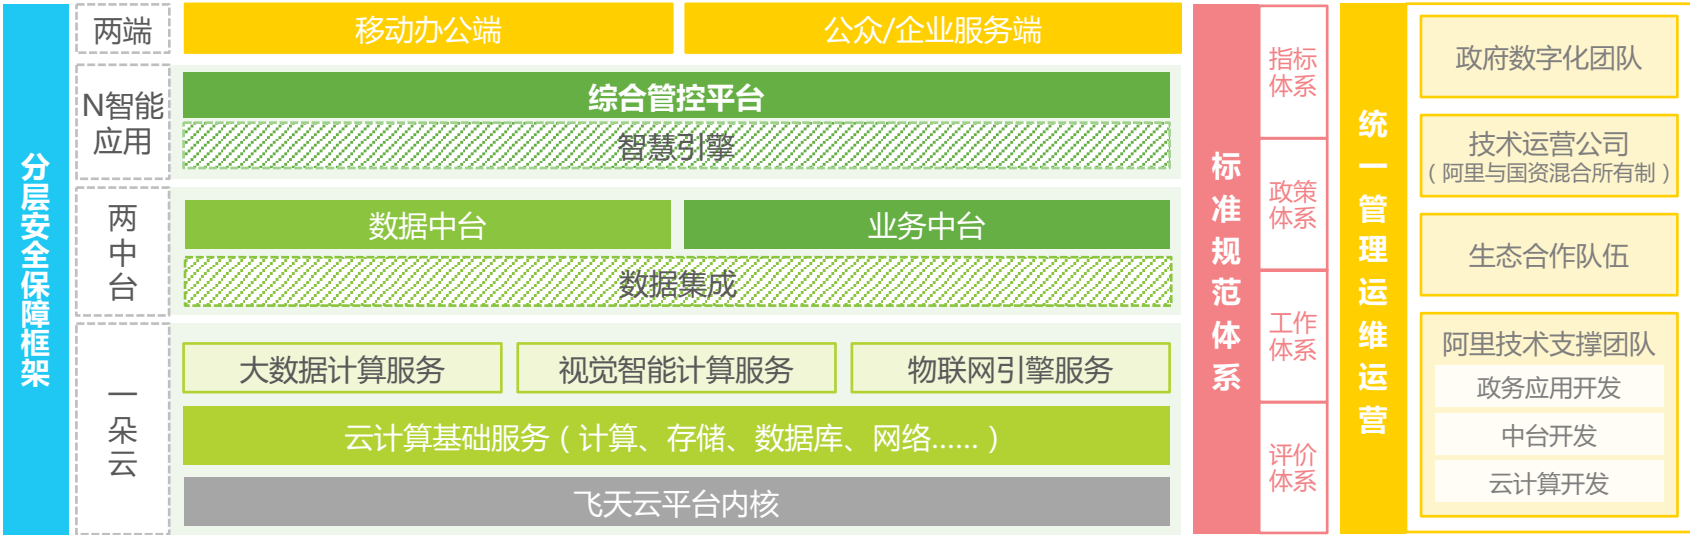 分层安全保障框架
两端
移动办公端
公众/企业服务端
N智能
应用
综合管控平台
智慧引擎
两
中
台
数据中台
业务中台
数据集成
一
朵
云
大数据计算服务
视觉智能计算服务
物联网引擎服务
云计算基础服务（计算、存储、数据库、网络......）
飞天云平台内核
标准规范体系
指标
体系
政策
体系
工作
体系
评价
体系
统一管理运维运营
政府数字化团队
技术运营公司
（阿里与国资混合所有制）
生态合作队伍
阿里技术支撑团队
政务应用开发
中台开发
云计算开发